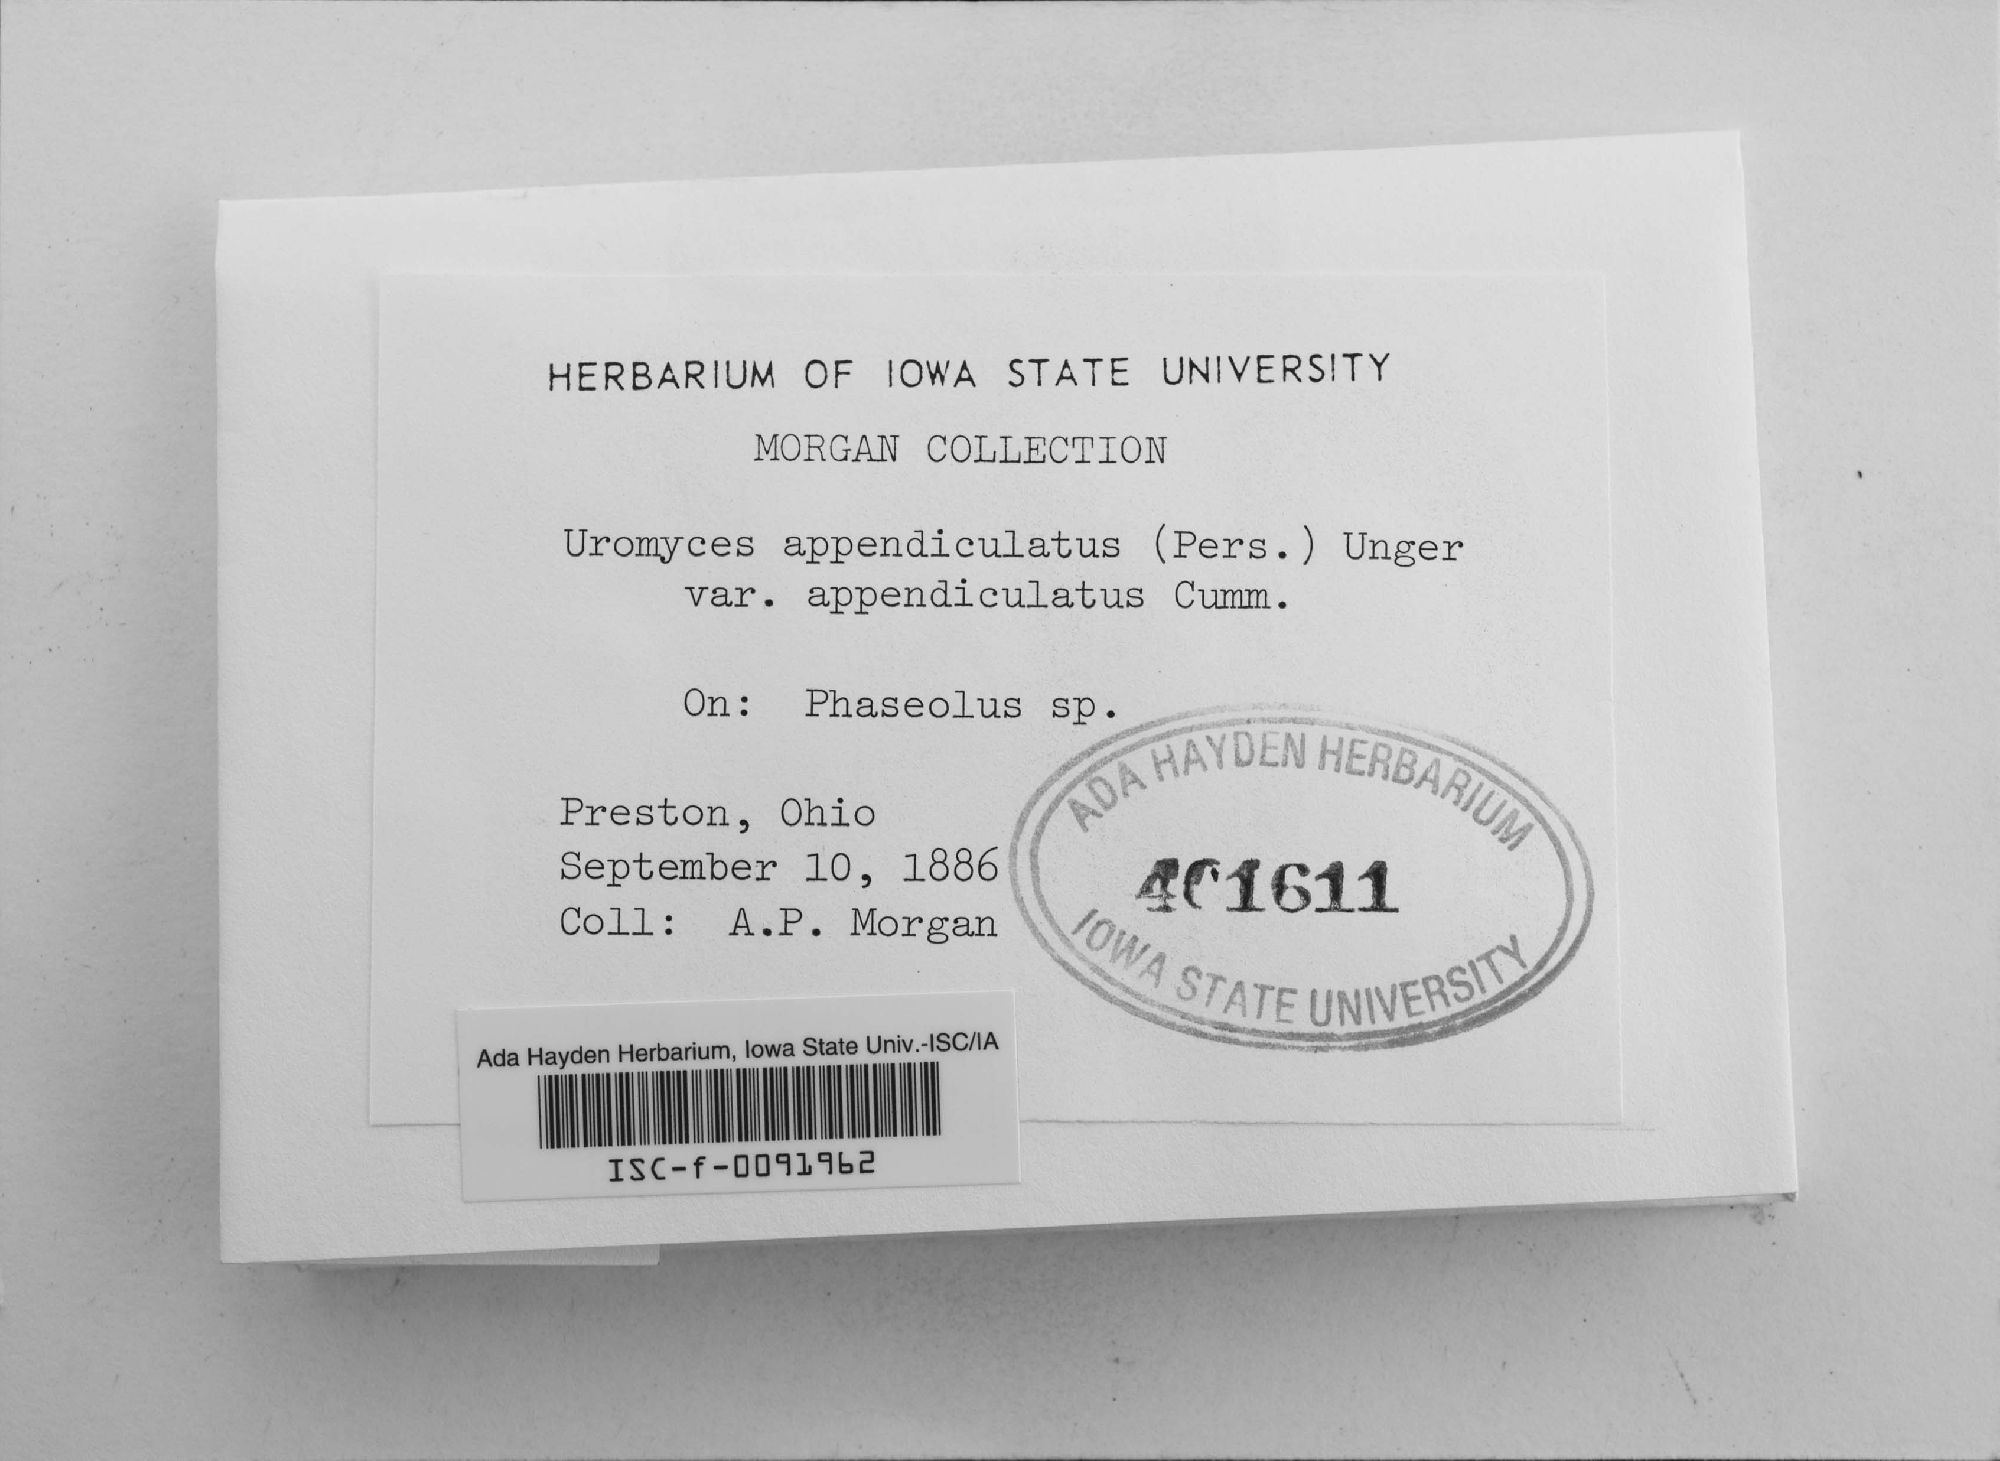 HERBARIUM OF IOWA STATE UNIVERSITY
MORGAN COLLECTION
Uromyces appendiculatus (Pers.) Unger
var. appendiculatus Cumm.
On: Phaseolus sp.
Preston, Ohio
September 10, 1886
Coll: A.P. Morgan
ADA HAYDEN HERBARIUM
401611
IOWA STATE UNIVERSITY
Ada Hayden Herbarium, Iowa State Univ.-ISC/IA
ISC-f-0091962